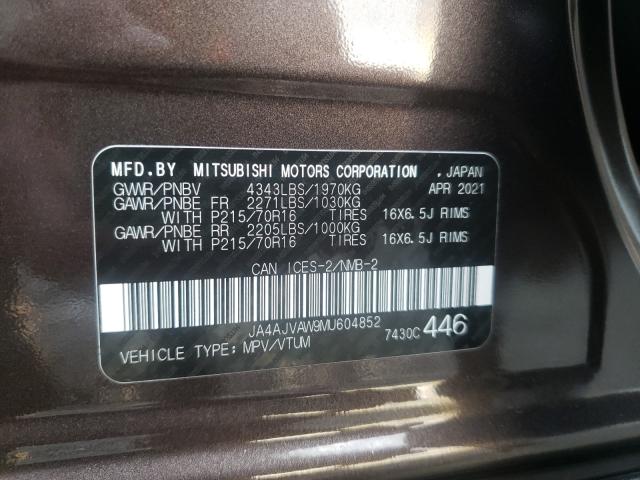 MFD.BY MITSUBISHI MOTORS CORPORATION . JAPAN
GVWR/PNBV 4343LBS/1970KG APR 2021
GAWR/PNBE FR 2271LBS/1030KG
WITH P215/70R16 TIRES 16X6.5J RIMS
GAWR/PNBE RR 2205LBS/1000KG
WITH P215/70R16 TIRES 16X6.5J RIMS
CAN ICES-2/NMB-2
JA4AJVAW9MU604852
7430C 446
VEHICLE TYPE: MPV/VTUM